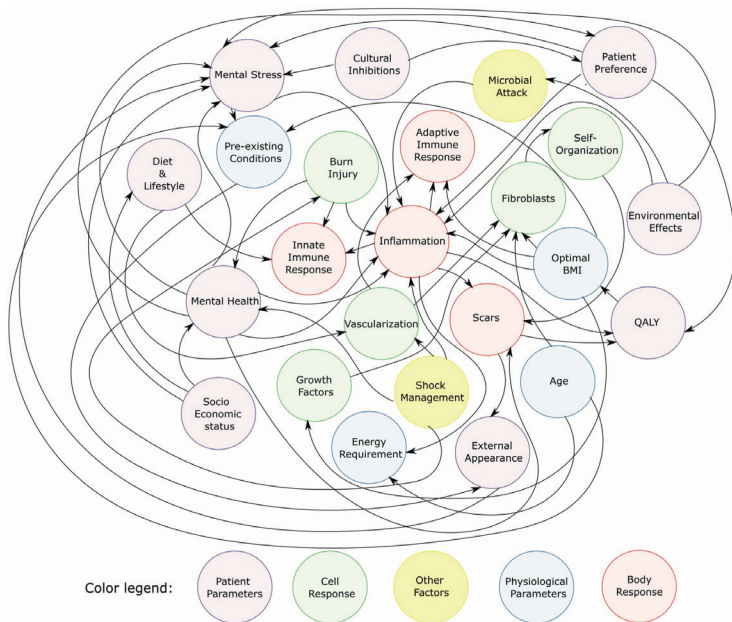 Mental Stress
Cultural
Inhibitions
Patient
Preference
Microbial
Attack
Pre-existing
Conditions
Adaptive
Immune
Response
Self-
Organization
Diet
&
Lifestyle
Burn
Injury
Fibroblasts
Environmental
Effects
Innate
Immune
Response
Inflammation
Optimal
BMI
Mental Health
Vascularization
Scars
QALY
Growth
Factors
Shock
Management
Age
Socio
Economic
status
Energy
Requirement
External
Appearance
Color legend:
Patient
Parameters
Cell
Response
Other
Factors
Physiological
Parameters
Body
Response